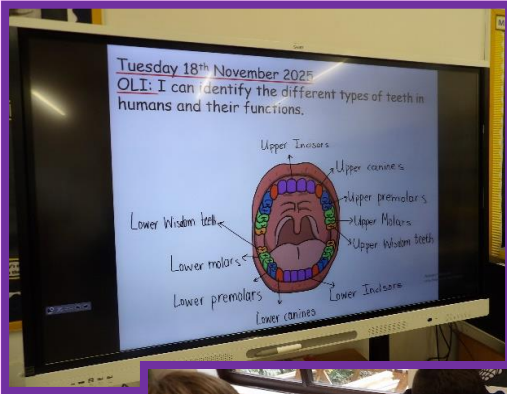 Tuesday 18th November 2025
OLI: I can identify the different types of teeth in
humans and their functions.
Upper Incisors
Upper canines
Upper premolars
Upper Molars
Upper Wisdom teeth
Lower Wisdom teeth
Lower molars
Lower premolars
Lower canines
Lower Incisors